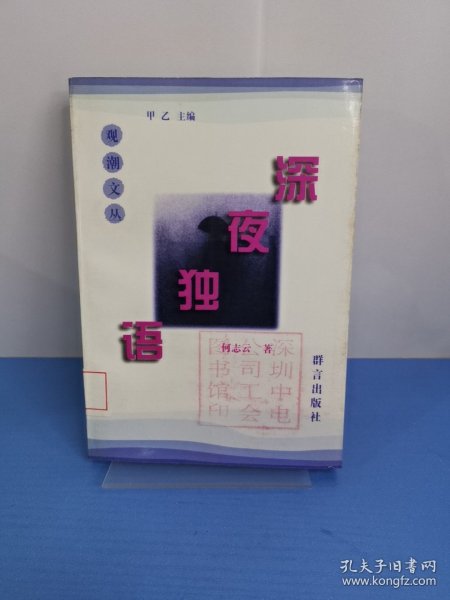 甲乙 主编
观潮文丛
深夜独语
何志云 著
群言出版社
深圳中电
公司工会
图书馆印
孔夫子旧书网
www.kongfz.com